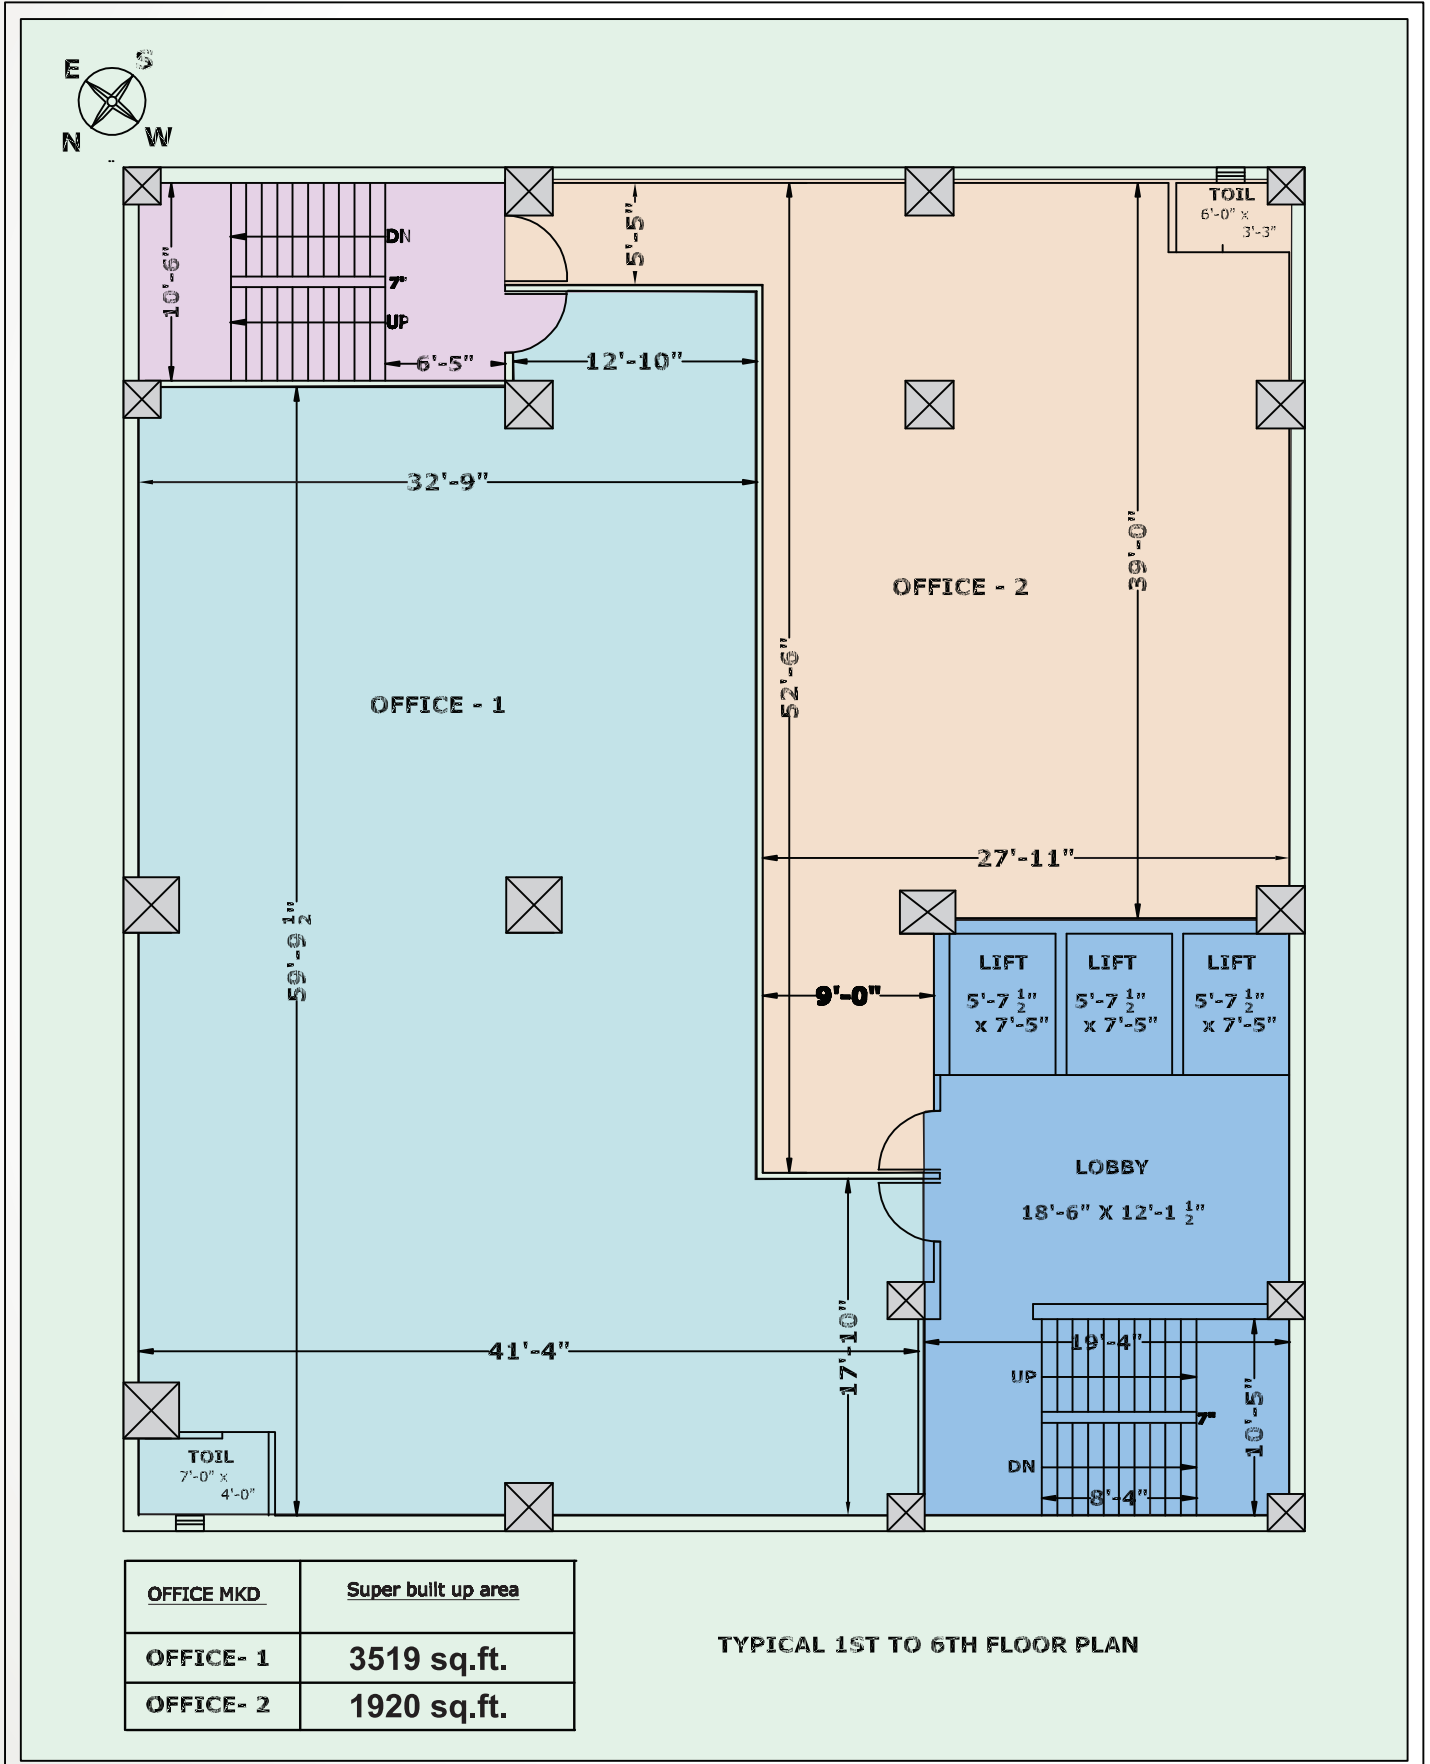 E S
N W
TOIL
6'-0" x
3'-3"
DN
5'-5"
10'-6"
7"
UP
6'-5"
12'-10"
32'-9"
39'-0"
OFFICE - 2
52'-6"
OFFICE - 1
27'-11"
59'-9 1/2"
9'-0"
LIFT LIFT LIFT
5'-7 1/2" 5'-7 1/2" 5'-7 1/2"
x 7'-5" x 7'-5" x 7'-5"
LOBBY
18'-6" X 12'-1 1/2"
41'-4"
17'-10"
19'-4"
UP
7"
10'-5"
DN
8'-4"
TOIL
7'-0" x
4'-0"
OFFICE MKD Super built up area
OFFICE- 1 3519 sq.ft.
OFFICE- 2 1920 sq.ft.
TYPICAL 1ST TO 6TH FLOOR PLAN